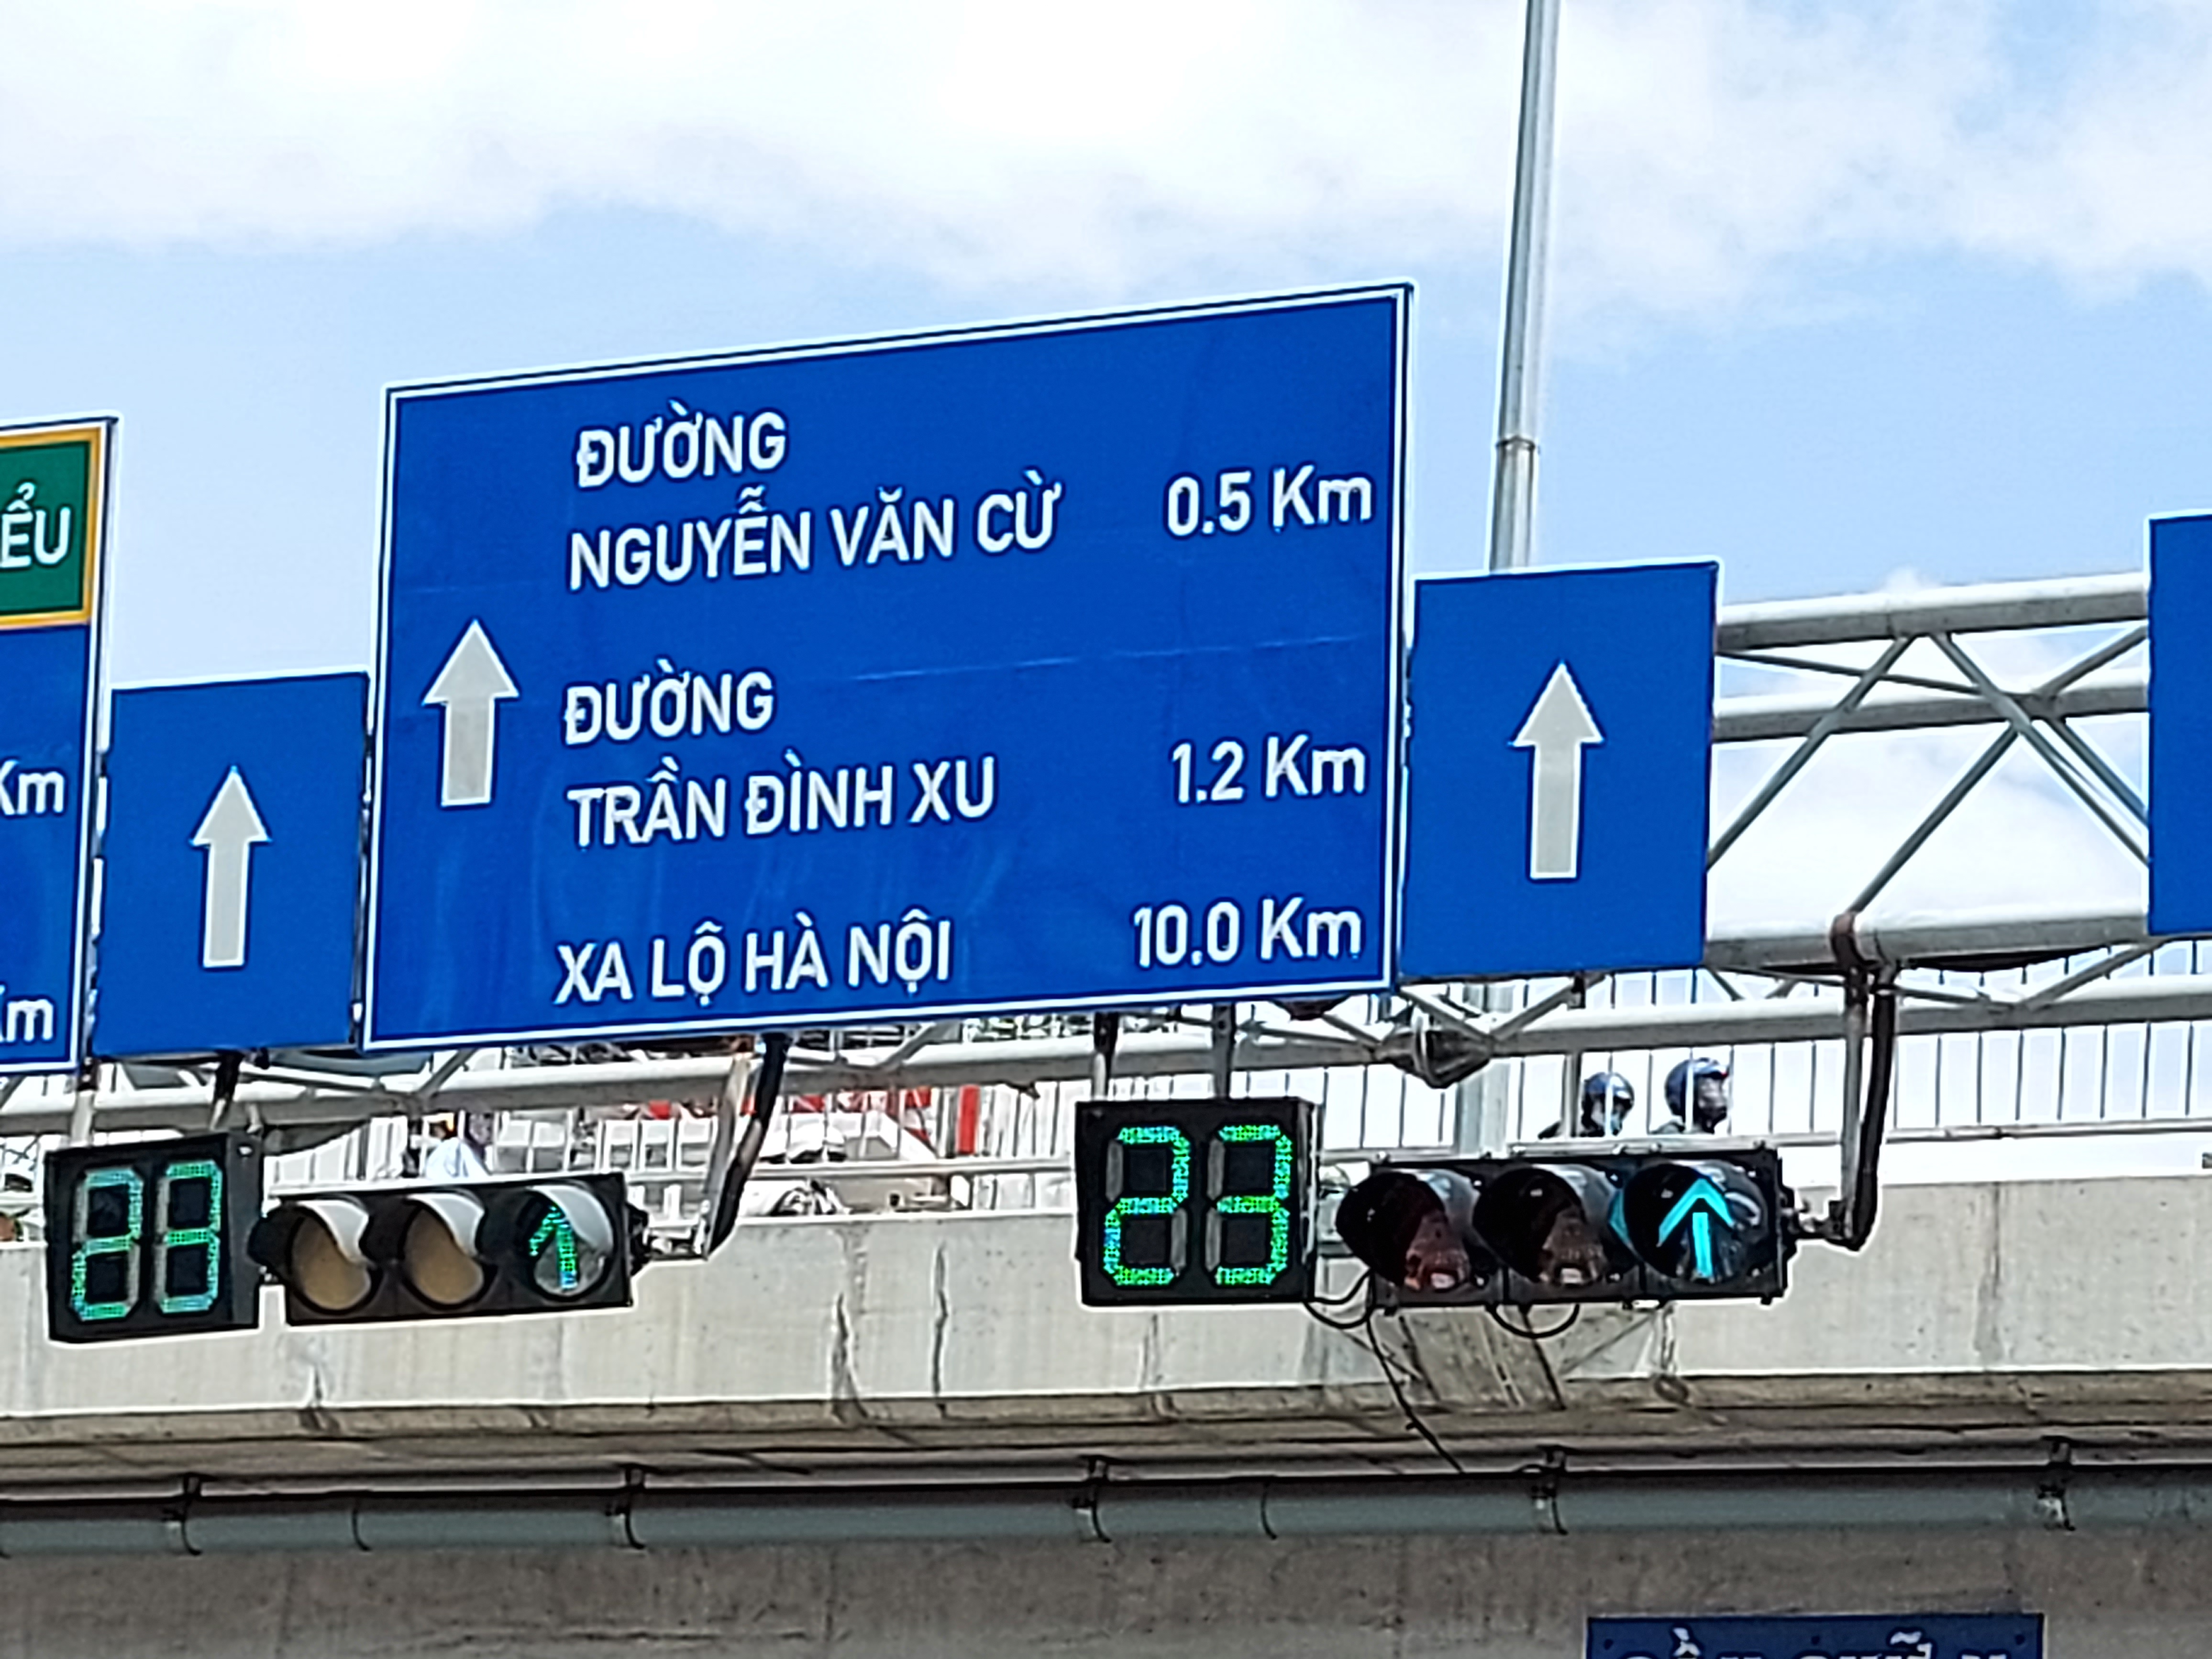 ỂU
Km
Km
ĐƯỜNG
NGUYỄN VĂN CỪ 0.5 Km
ĐƯỜNG
TRẦN ĐÌNH XU 1.2 Km
XA LỘ HÀ NỘI 10.0 Km
23